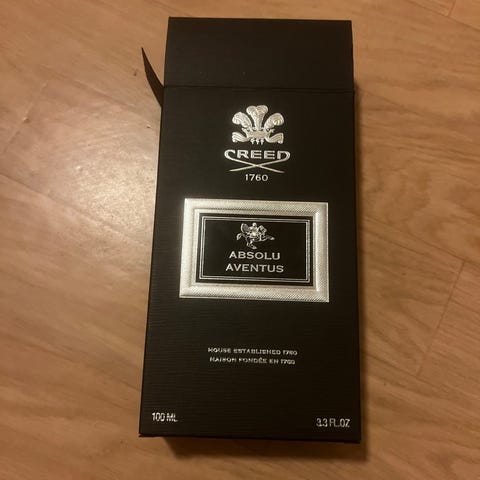 CREED
1760
ABSOLU
AVENTUS
HOUSE ESTABLISHED 1760
MAISON FONDÉE EN 1760
100 ML
3.3 FL.OZ